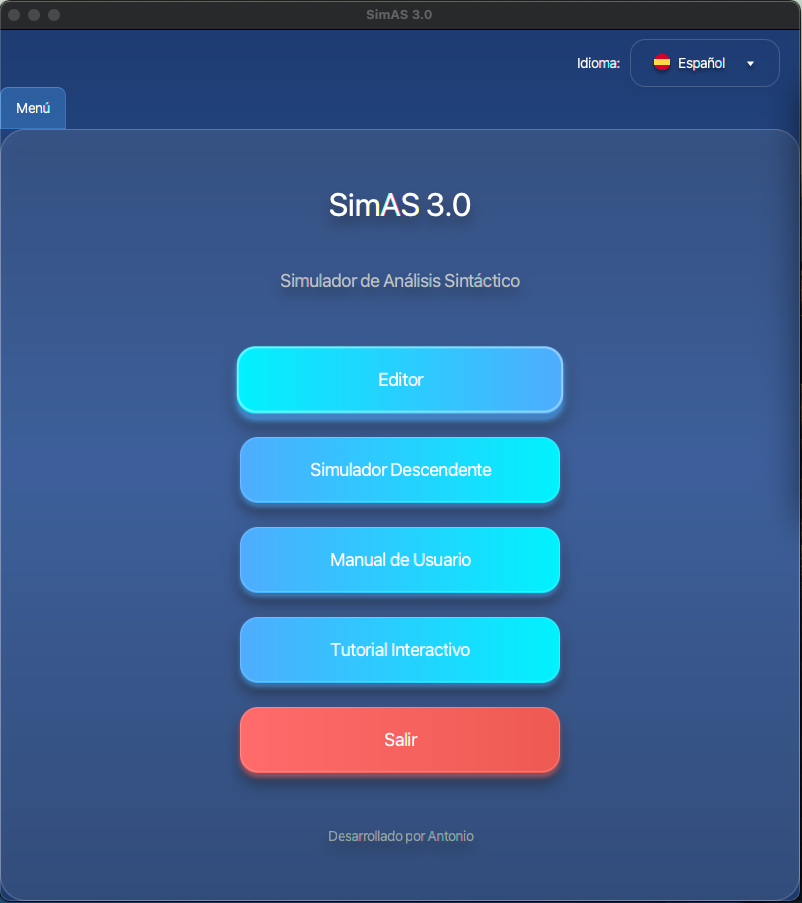 SimAS 3.0
Idioma: Español
Menú
SimAS 3.0
Simulador de Análisis Sintáctico
Editor
Simulador Descendente
Manual de Usuario
Tutorial Interactivo
Salir
Desarrollado por Antonio